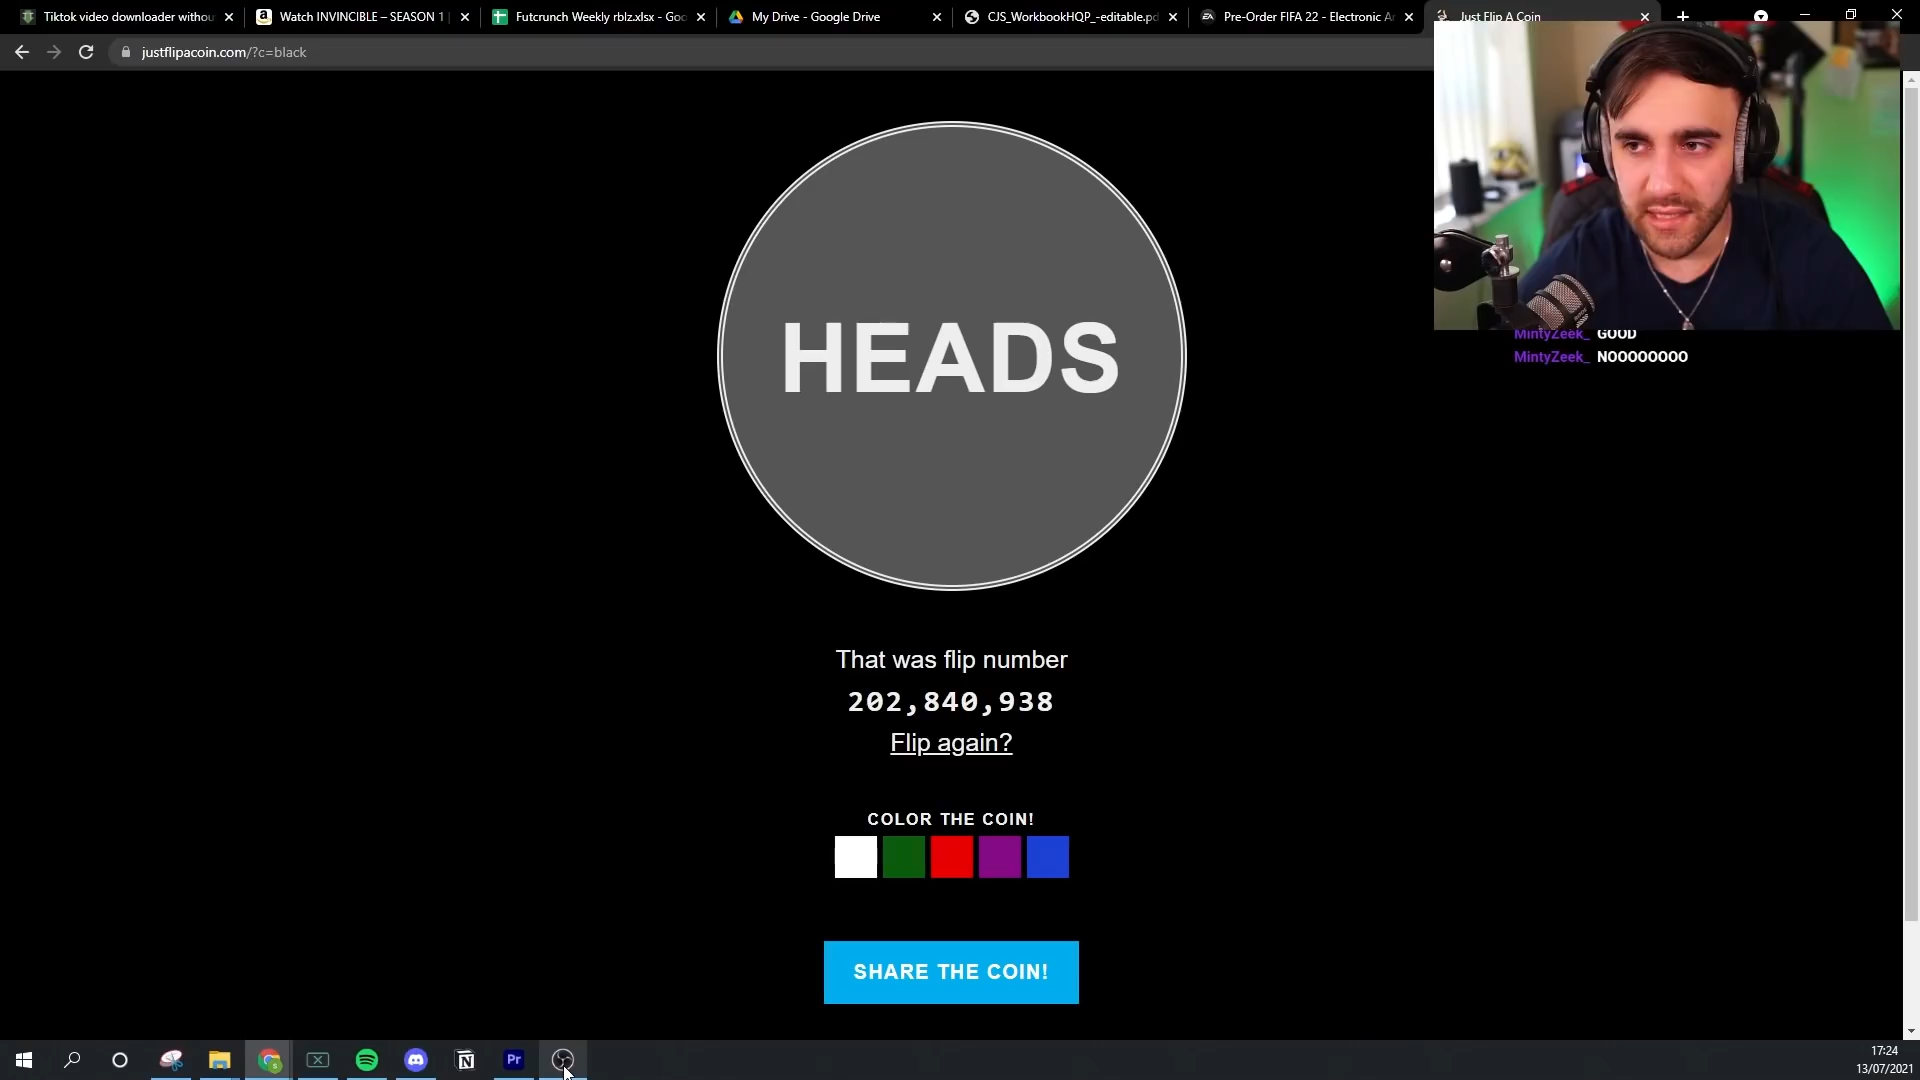 Tiktok video downloader withou
Watch INVINCIBLE – SEASON 1
Futcrunch Weekly rblz.xlsx - Goo
My Drive - Google Drive
CJS_WorkbookHQP_-editable.pd
Pre-Order FIFA 22 - Electronic Ar
Just Flip A Coin
justflipacoin.com/?c=black
HEADS
MintyZeek_ GOOD
MintyZeek_ NOOOOOOOO
That was flip number
202,840,938
Flip again?
COLOR THE COIN!
SHARE THE COIN!
Pr
17:24
13/07/2021